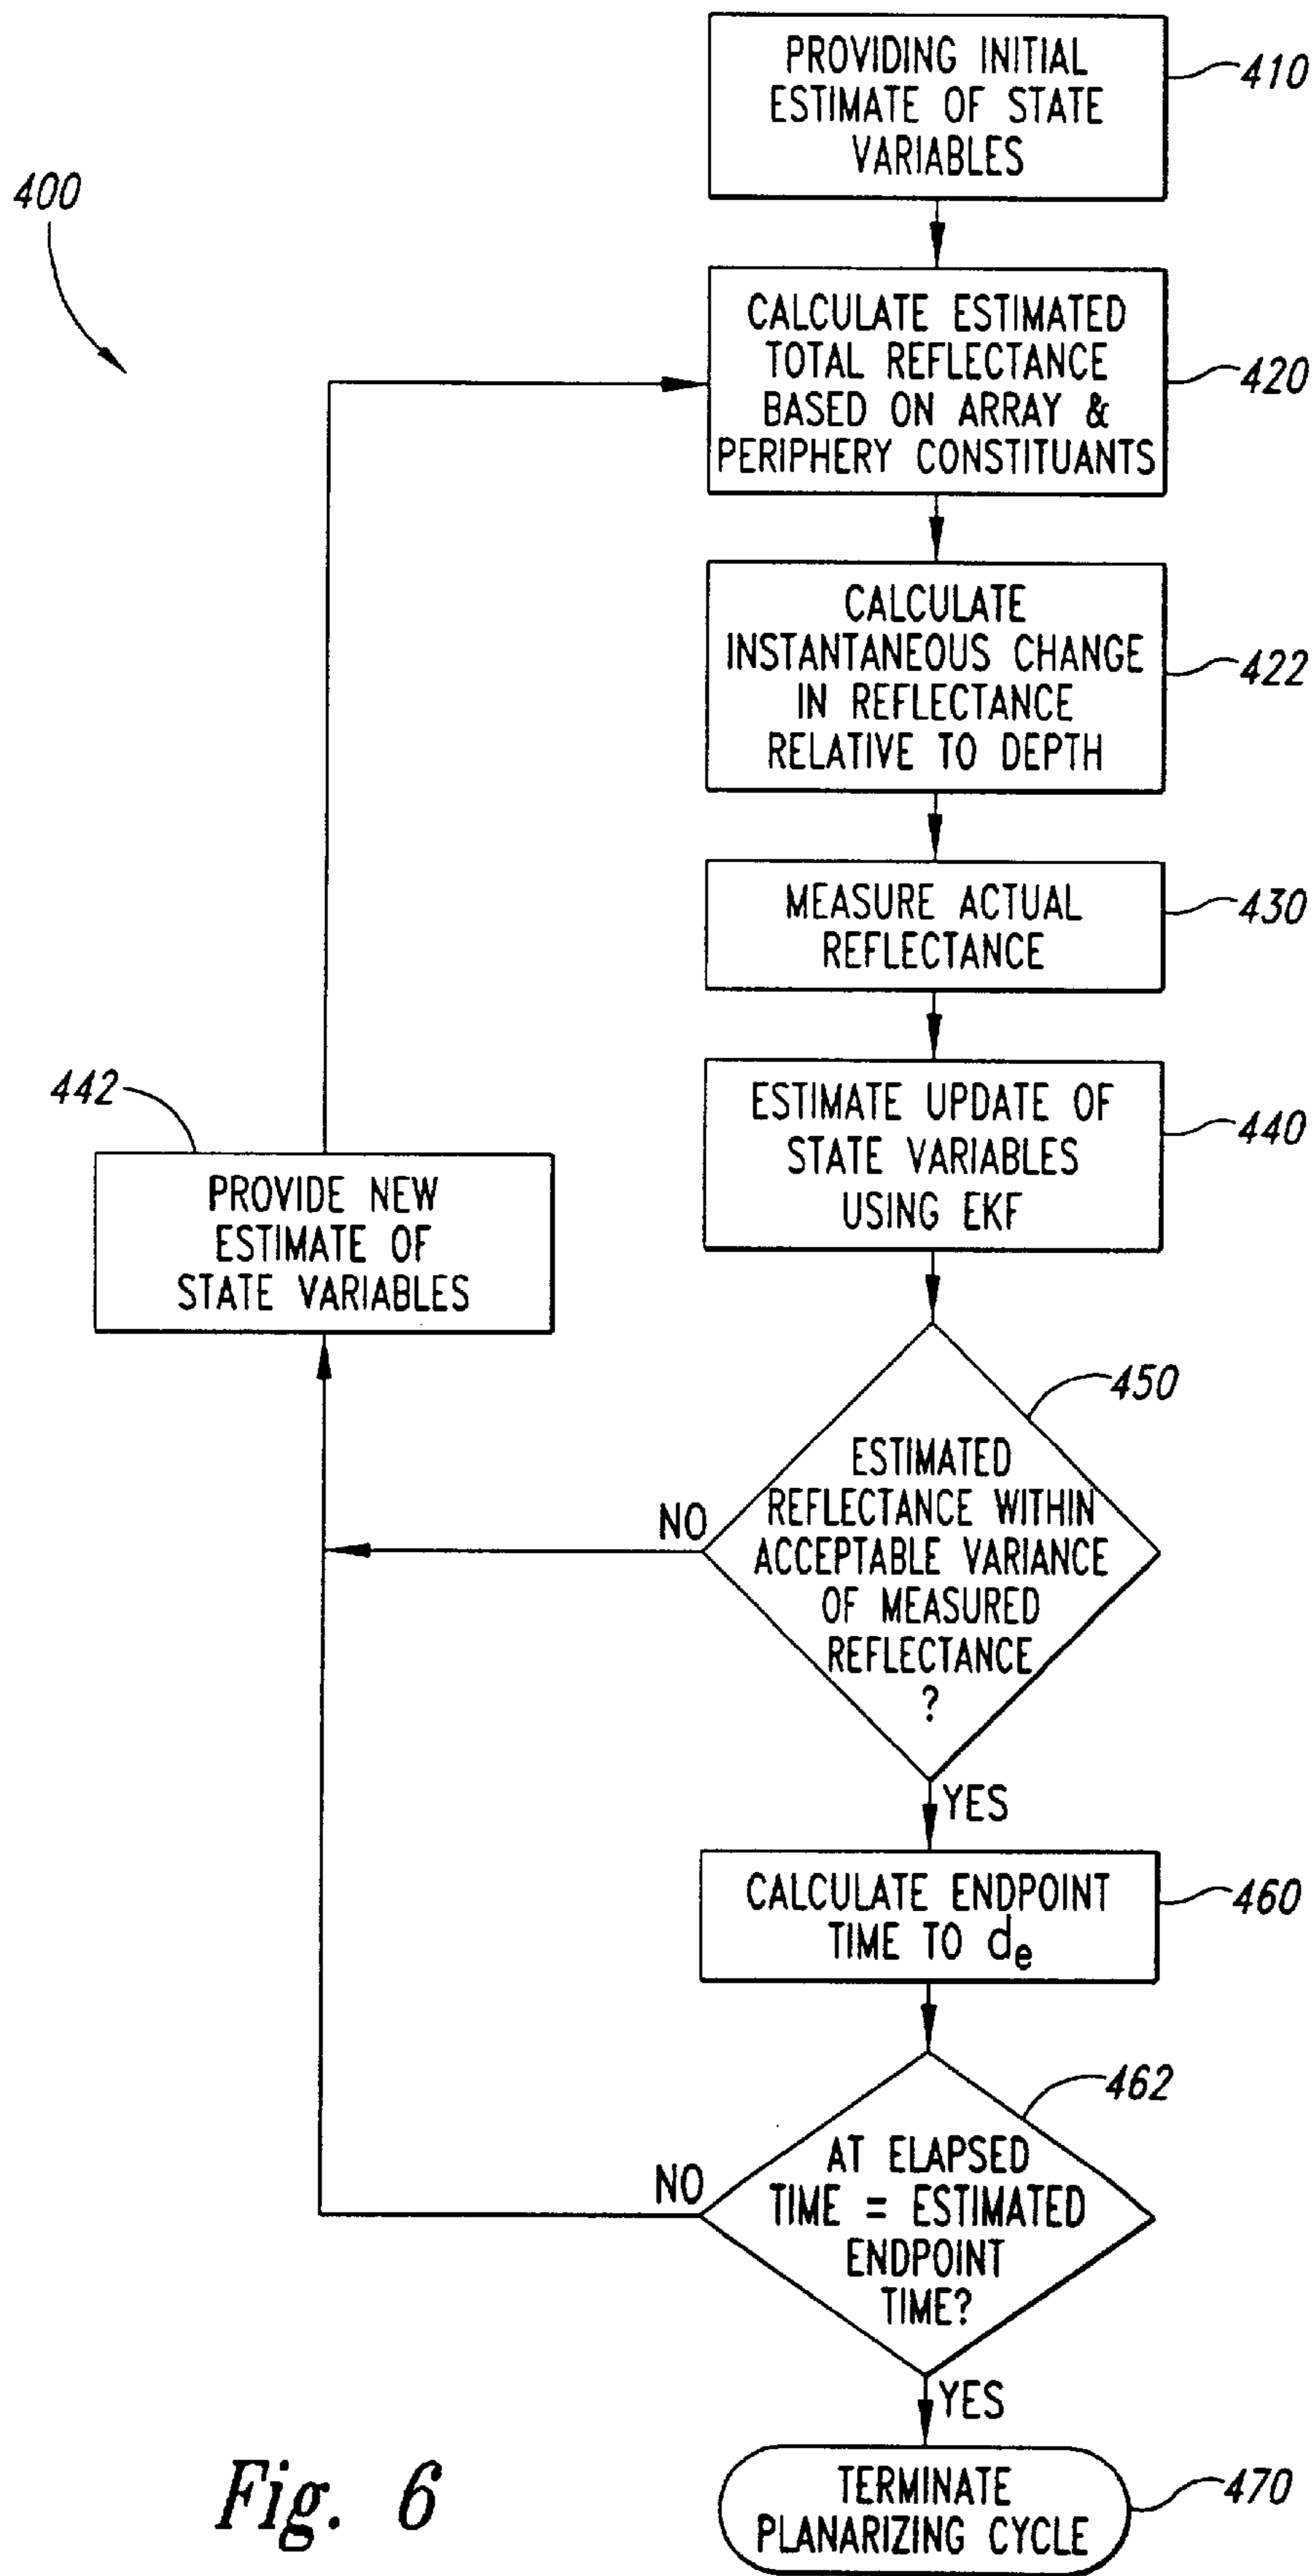 PROVIDING INITIAL
ESTIMATE OF STATE
VARIABLES
410
400
CALCULATE ESTIMATED
TOTAL REFLECTANCE
BASED ON ARRAY &
PERIPHERY CONSTITUANTS
420
CALCULATE
INSTANTANEOUS CHANGE
IN REFLECTANCE
RELATIVE TO DEPTH
422
MEASURE ACTUAL
REFLECTANCE
430
442
PROVIDE NEW
ESTIMATE OF
STATE VARIABLES
ESTIMATE UPDATE OF
STATE VARIABLES
USING EKF
440
450
ESTIMATED
REFLECTANCE WITHIN
ACCEPTABLE VARIANCE
OF MEASURED
REFLECTANCE
?
NO
YES
CALCULATE ENDPOINT
TIME TO de
460
462
AT ELAPSED
TIME = ESTIMATED
ENDPOINT
TIME?
NO
YES
TERMINATE
PLANARIZING CYCLE
470
Fig. 6